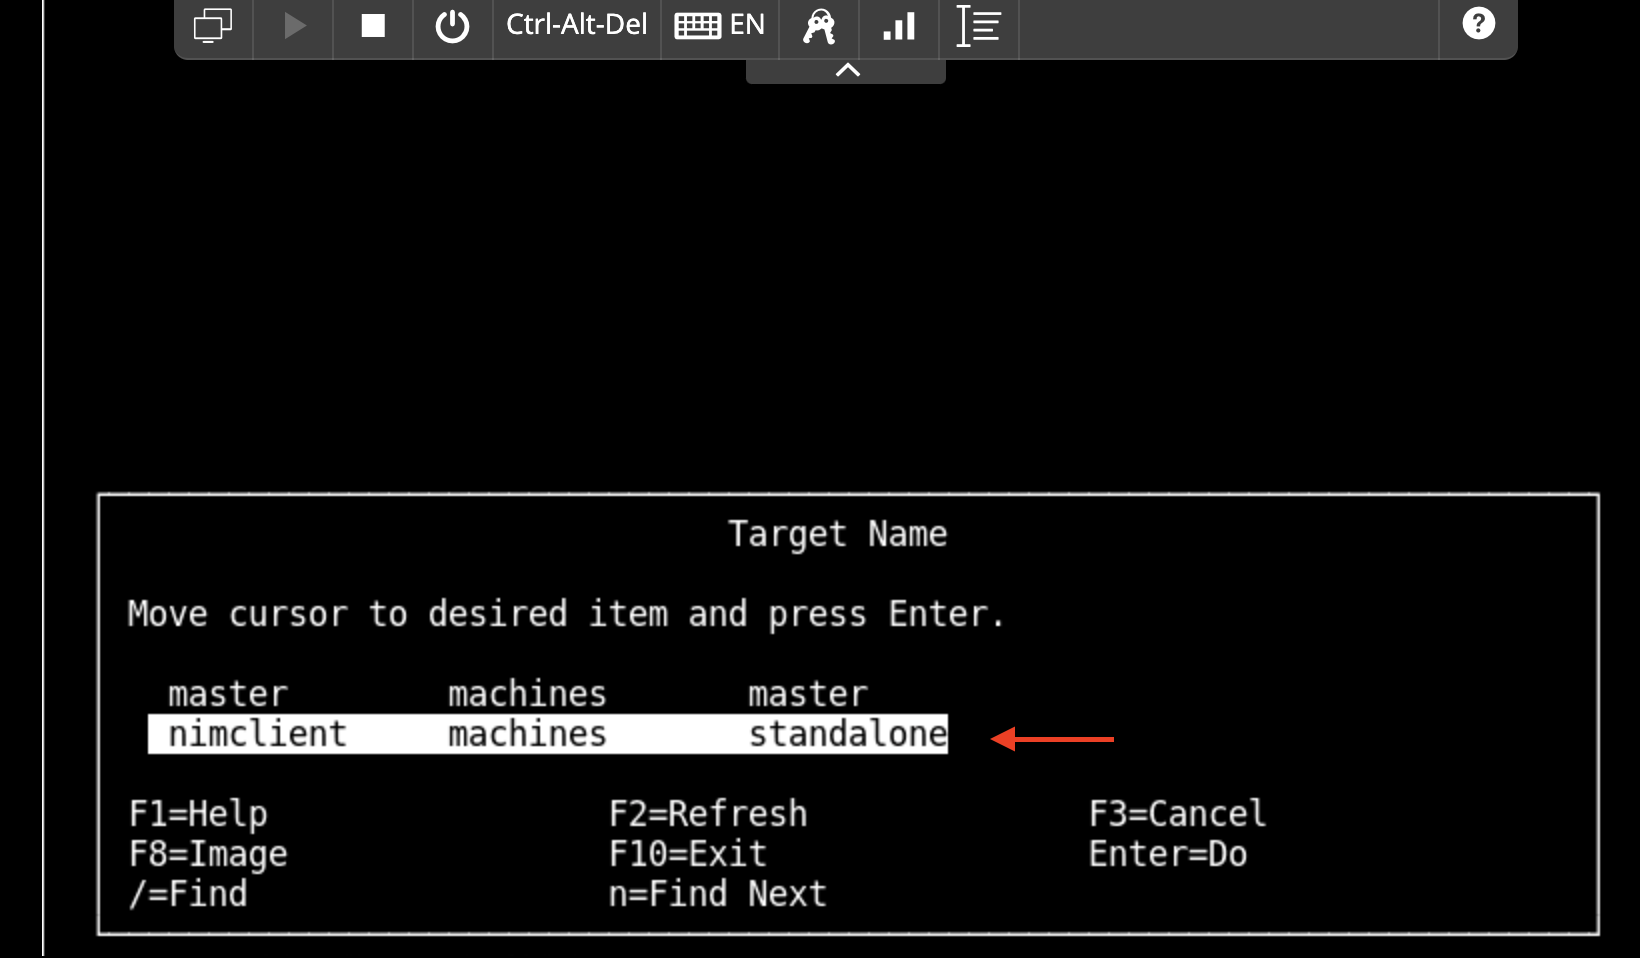 Ctrl-Alt-Del EN ?
Target Name
Move cursor to desired item and press Enter.
master machines master
nimclient machines standalone
F1=Help F2=Refresh F3=Cancel
F8=Image F10=Exit Enter=Do
/=Find n=Find Next